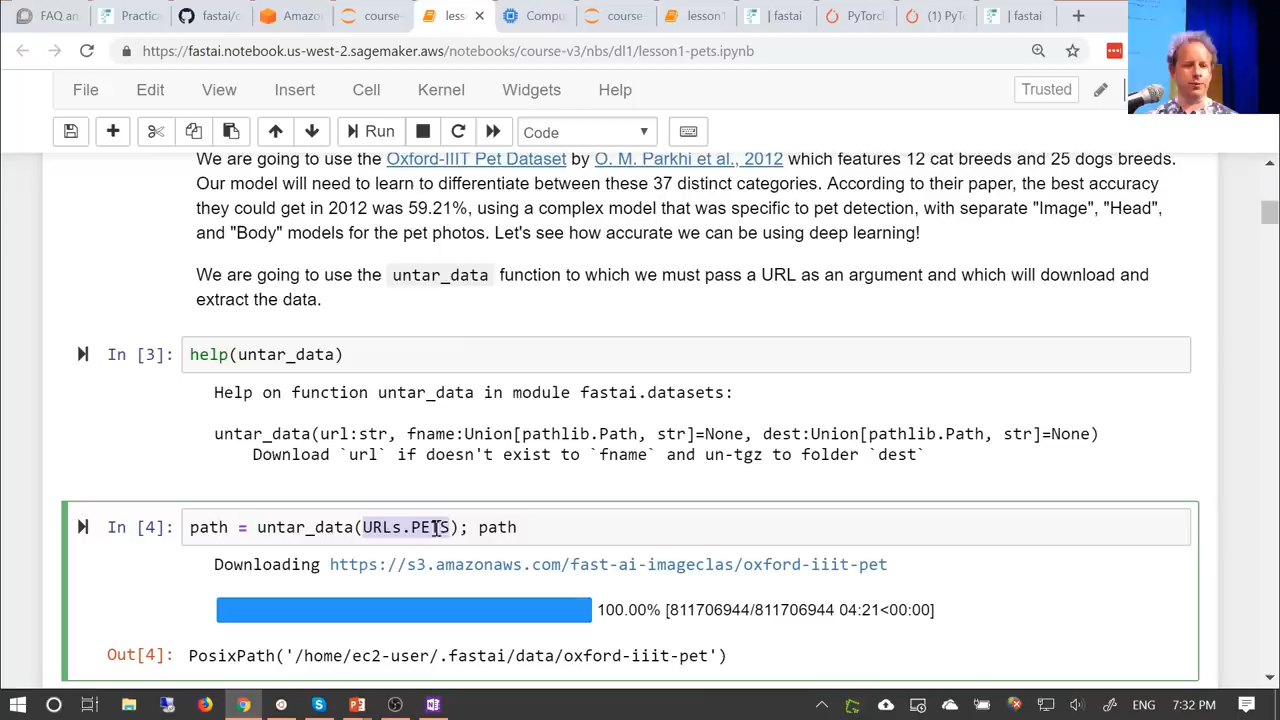 FAQ an
Practica
fastai/c
Amazo
course-
less
Compu
course-
lesson1
| fastai
PyTorcl
(1) PyTo
| fastai
https://fastai.notebook.us-west-2.sagemaker.aws/notebooks/course-v3/nbs/dl1/lesson1-pets.ipynb
File Edit View Insert Cell Kernel Widgets Help Trusted
Run Code
We are going to use the Oxford-IIIT Pet Dataset by O. M. Parkhi et al., 2012 which features 12 cat breeds and 25 dogs breeds.
Our model will need to learn to differentiate between these 37 distinct categories. According to their paper, the best accuracy
they could get in 2012 was 59.21%, using a complex model that was specific to pet detection, with separate "Image", "Head",
and "Body" models for the pet photos. Let's see how accurate we can be using deep learning!
We are going to use the untar_data function to which we must pass a URL as an argument and which will download and
extract the data.
In [3]: help(untar_data)
Help on function untar_data in module fastai.datasets:
untar_data(url:str, fname:Union[pathlib.Path, str]=None, dest:Union[pathlib.Path, str]=None)
Download `url` if doesn't exist to `fname` and un-tgz to folder `dest`
In [4]: path = untar_data(URLs.PETS); path
Downloading https://s3.amazonaws.com/fast-ai-imageclas/oxford-iiit-pet
100.00% [811706944/811706944 04:21<00:00]
Out[4]: PosixPath('/home/ec2-user/.fastai/data/oxford-iiit-pet')
ENG 7:32 PM